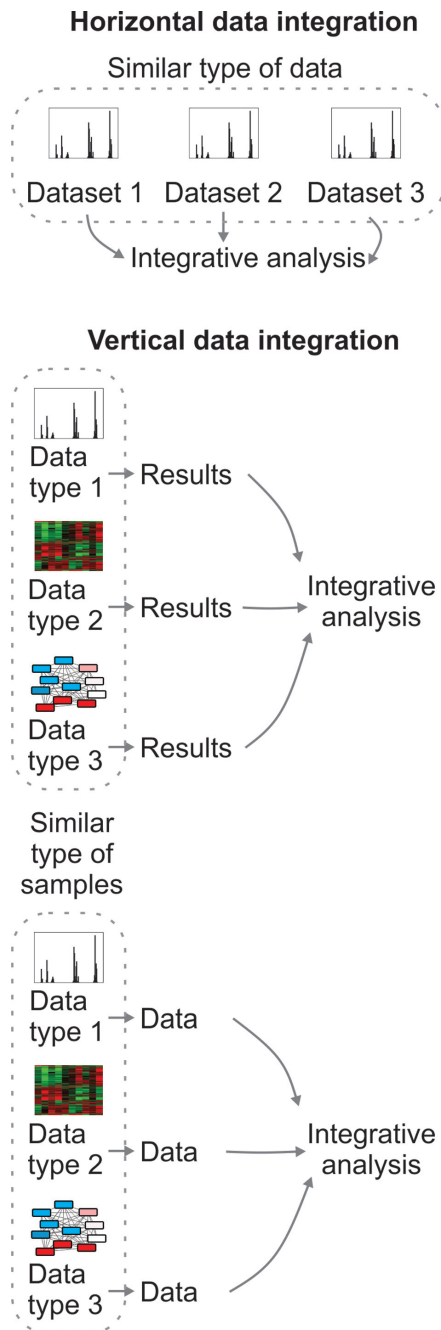 Horizontal data integration
Similar type of data
Dataset 1 Dataset 2 Dataset 3
Integrative analysis
Vertical data integration
Data
type 1
Results
Data
type 2
Results
Integrative
analysis
Data
type 3
Results
Similar
type of
samples
Data
type 1
Data
Data
type 2
Data
Integrative
analysis
Data
type 3
Data